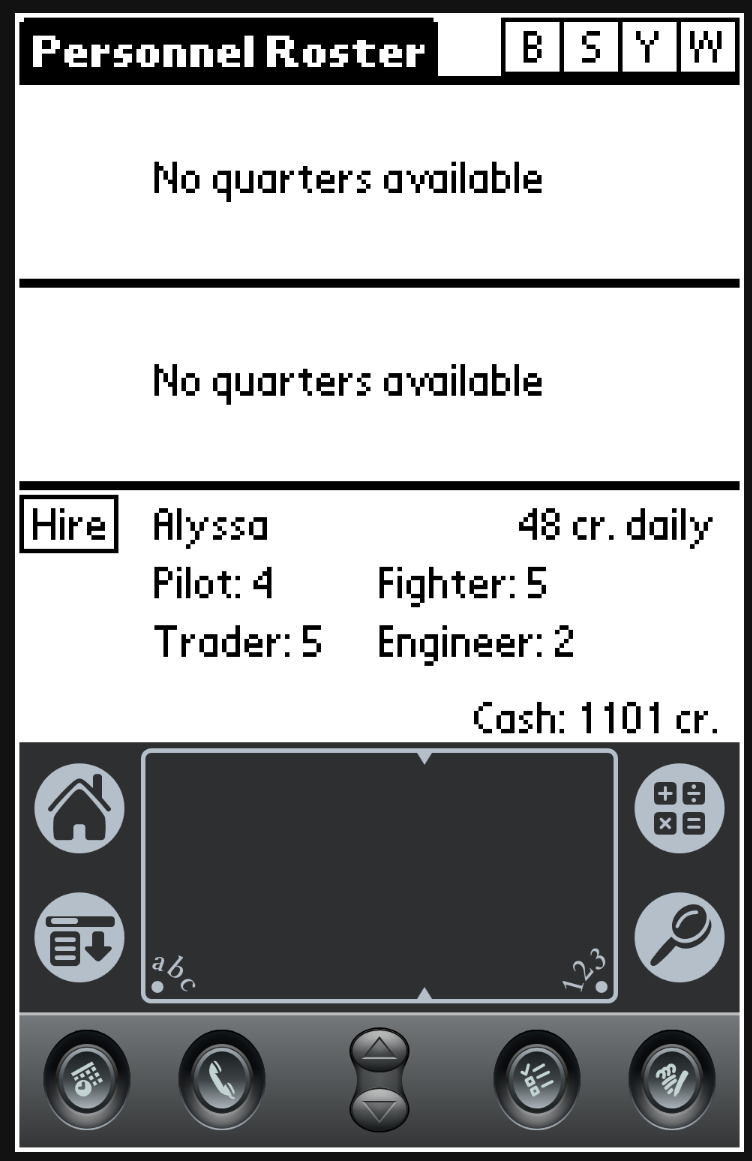 Personnel Roster B S Y W
No quarters available
No quarters available
Hire Alyssa 48 cr. daily
Pilot: 4 Fighter: 5
Trader: 5 Engineer: 2
Cash: 1101 cr.
+ ÷
× =
abc 123